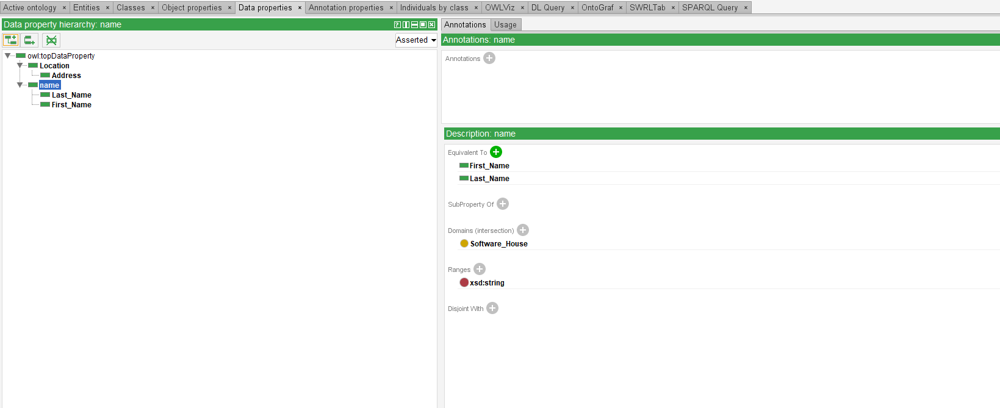 Active ontology × Entities × Classes × Object properties × Data properties × Annotation properties × Individuals by class × OWLViz × DL Query × OntoGraf × SWRLTab × SPARQL Query ×
Data property hierarchy: name
Asserted
owl:topDataProperty
Location
Address
name
Last_Name
First_Name
Annotations Usage
Annotations: name
Annotations
Description: name
Equivalent To
First_Name
Last_Name
SubProperty Of
Domains (intersection)
Software_House
Ranges
xsd:string
Disjoint With